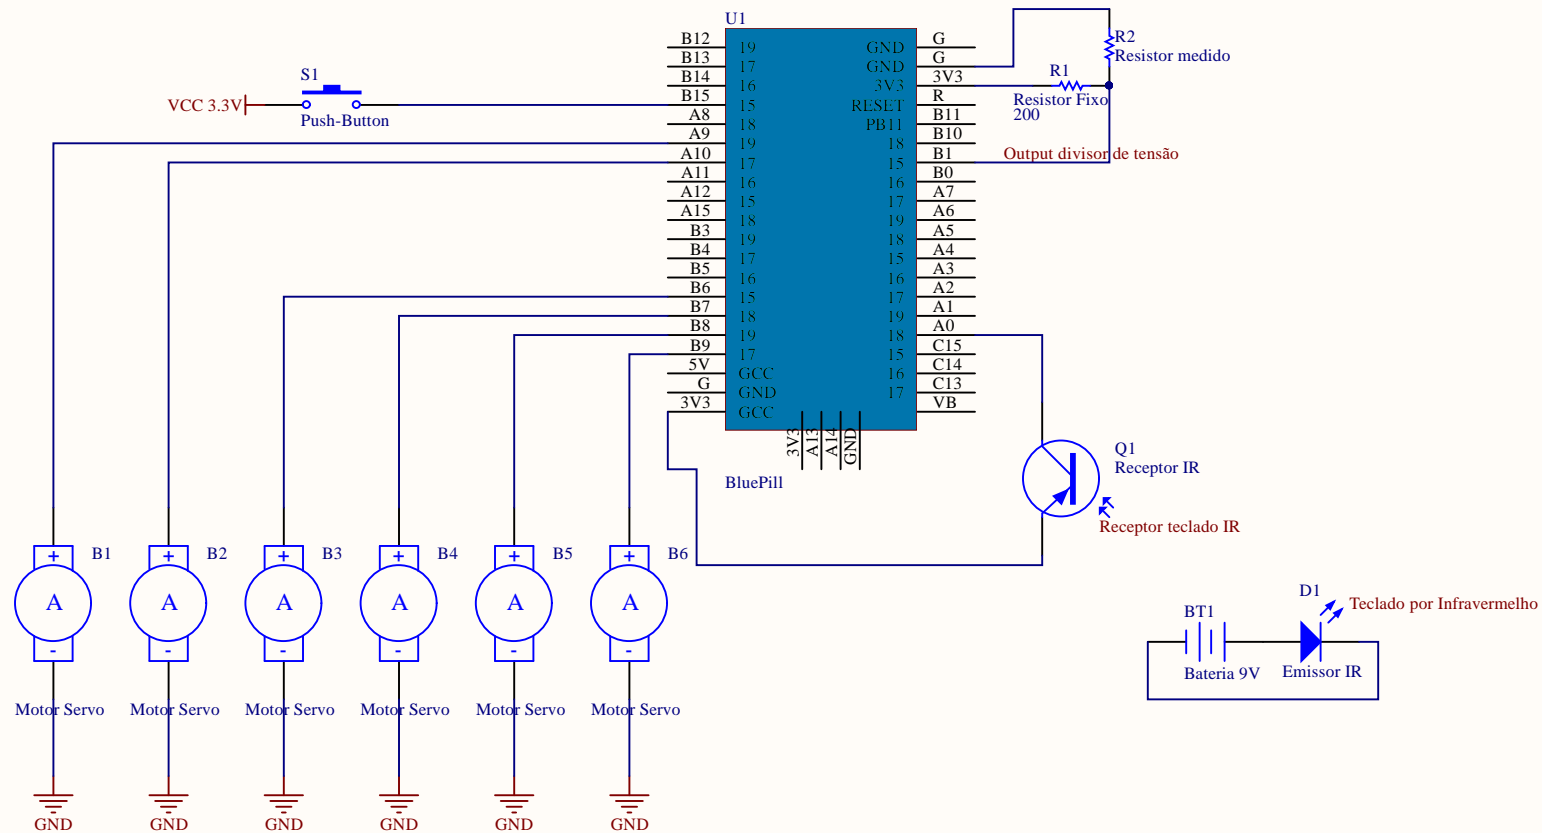 U1
B12 19 GND G
B13 17 GND G
B14 16 3V3 3V3
B15 15 RESET R
A8 18 PB11 B11
A9 19 18 B10
A10 17 15 B1
A11 16 16 B0
A12 15 17 A7
A15 18 19 A6
B3 19 18 A5
B4 17 15 A4
B5 16 16 A3
B6 15 17 A2
B7 18 19 A1
B8 19 18 A0
B9 17 15 C15
5V GCC 16 C14
G GND 17 C13
3V3 GCC VB
3V3
A13
A14
GND
BluePill
S1
VCC 3.3V
Push-Button
R2
Resistor medido
R1
Resistor Fixo
200
Output divisor de tensão
Q1
Receptor IR
Receptor teclado IR
+ B1 + B2 + B3 + B4 + B5 + B6
A A A A A A
- - - - - -
Motor Servo Motor Servo Motor Servo Motor Servo Motor Servo Motor Servo
GND GND GND GND GND GND
D1
Teclado por Infravermelho
BT1
Bateria 9V
Emissor IR